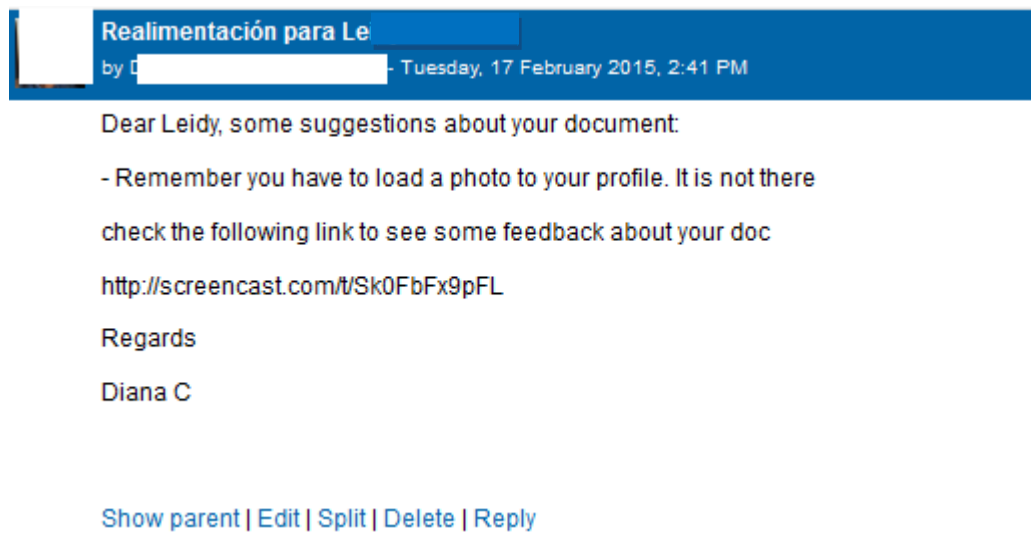 Realimentación para Lei
by D - Tuesday, 17 February 2015, 2:41 PM
Dear Leidy, some suggestions about your document:
- Remember you have to load a photo to your profile. It is not there
check the following link to see some feedback about your doc
http://screencast.com/t/Sk0FbFx9pFL
Regards
Diana C
Show parent | Edit | Split | Delete | Reply